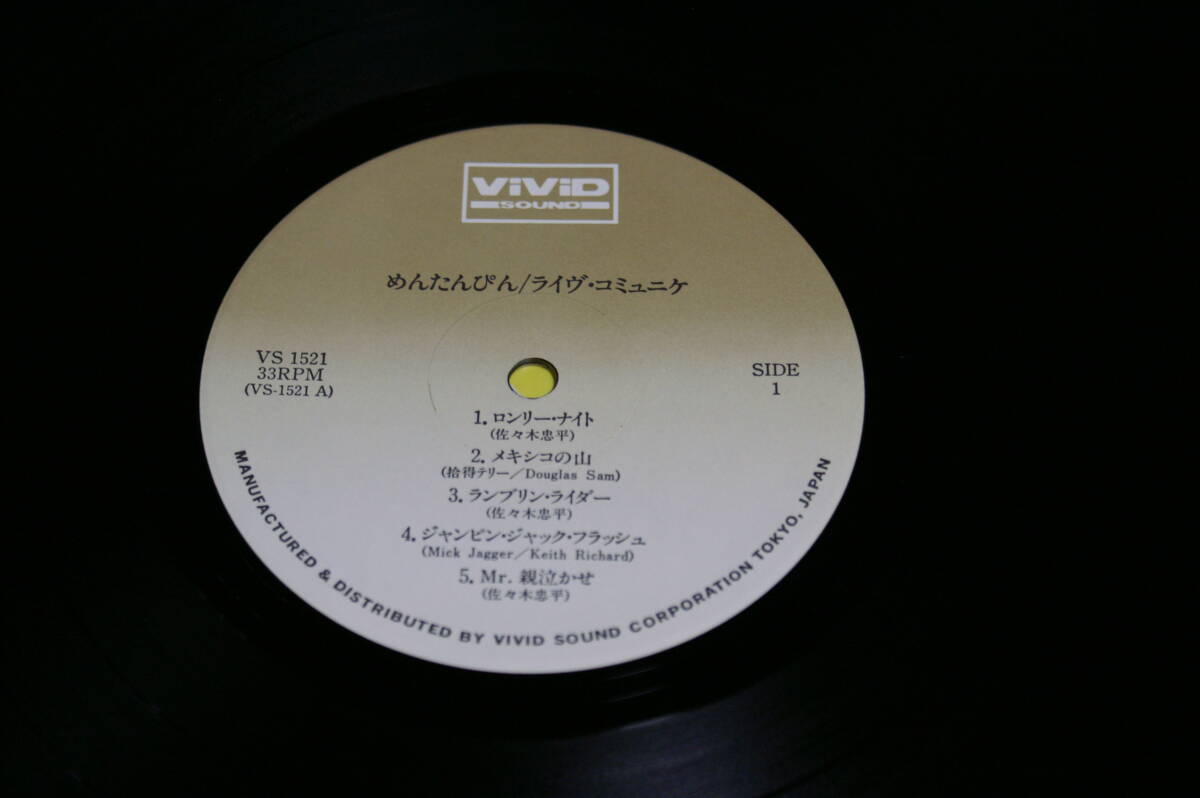 ViViD
SOUND
めんたんぴん/ライヴ・コミュニケ
VS 1521
33RPM
(VS-1521 A)
SIDE
1
1. ロンリー・ナイト
(佐々木忠平)
2. メキシコの山
(拾得テリー/Douglas Sam)
3. ランブリン・ライダー
(佐々木忠平)
4. ジャンピン・ジャック・フラッシュ
(Mick Jagger/Keith Richard)
5. Mr. 親泣かせ
(佐々木忠平)
MANUFACTURED & DISTRIBUTED BY VIVID SOUND CORPORATION TOKYO, JAPAN